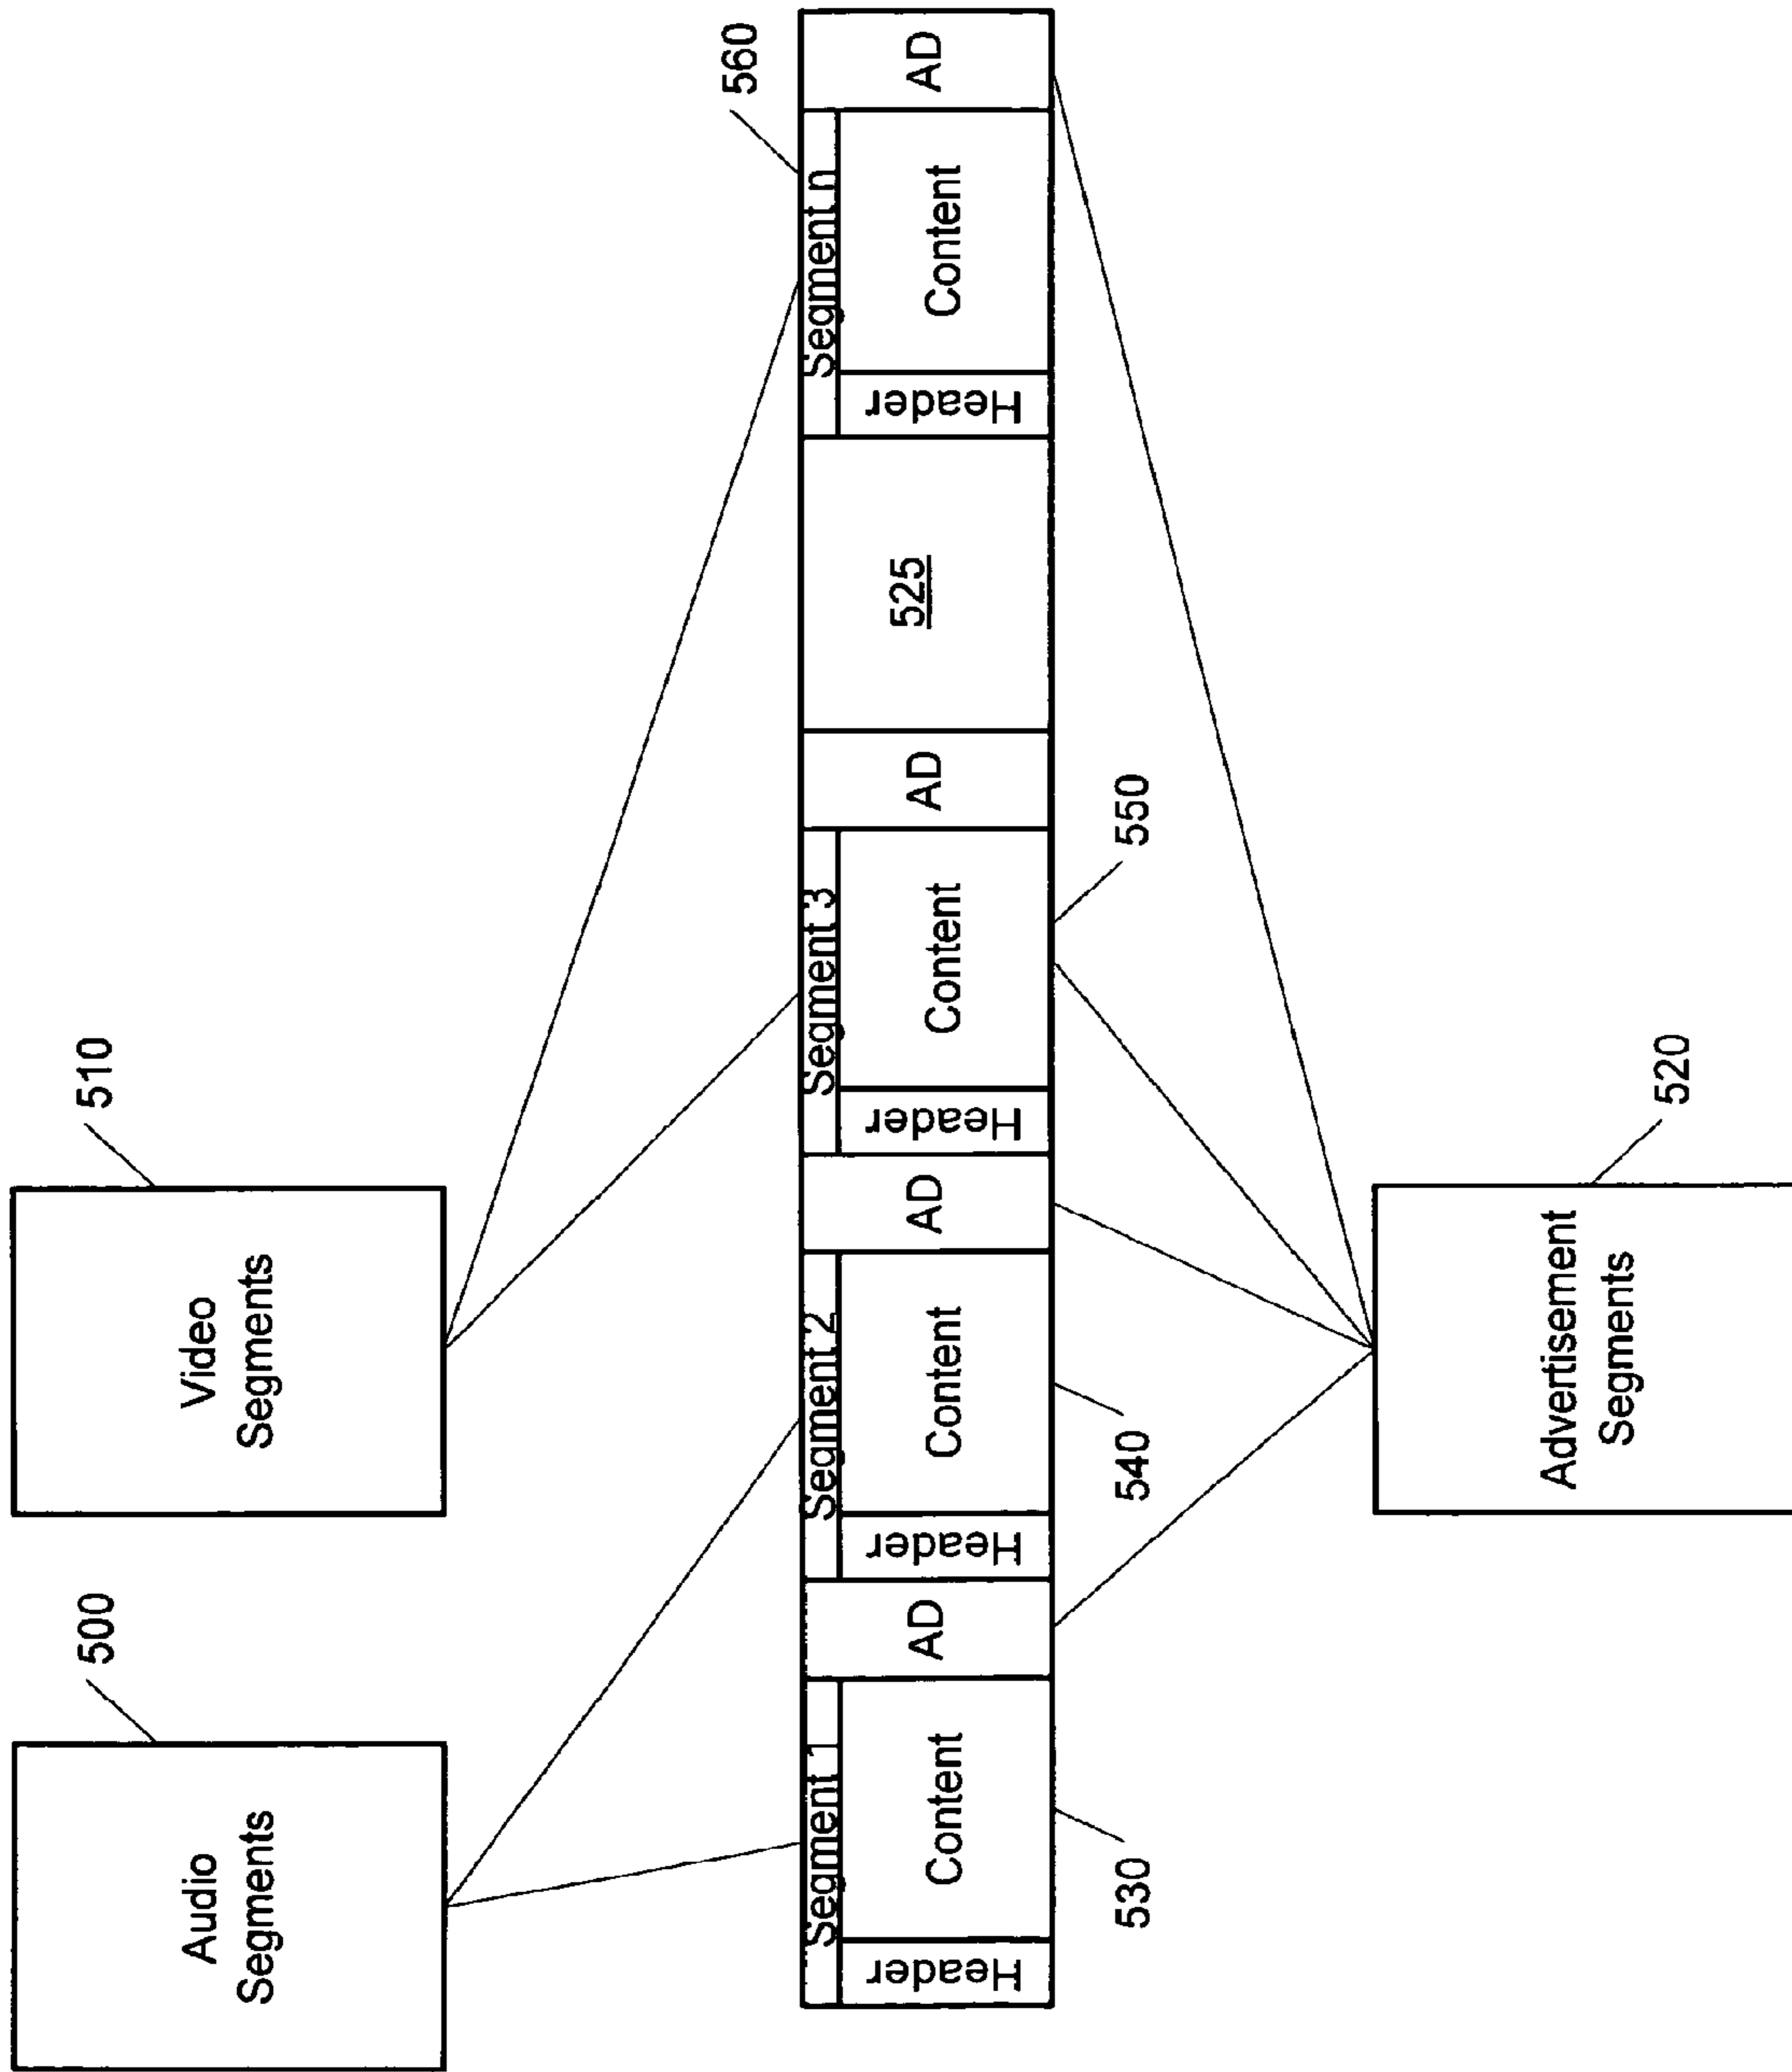 500
510
Audio
Segments
Video
Segments
560
Segment 1
Segment 2
Segment 3
Segment n
Header
Content
AD
Header
Content
AD
Header
Content
AD
525
Header
Content
AD
530
540
550
520
Advertisement
Segments